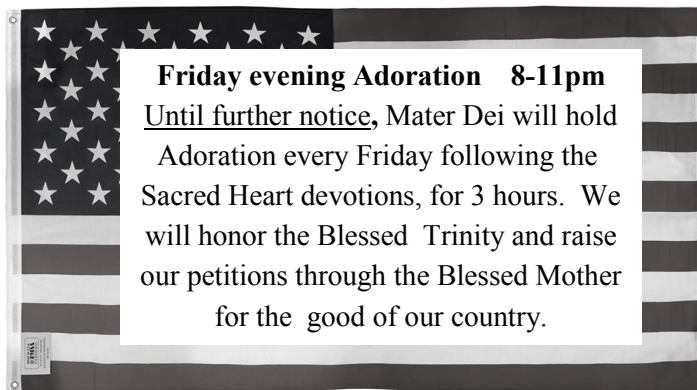 Friday evening Adoration 8-11pm
Until further notice, Mater Dei will hold
Adoration every Friday following the
Sacred Heart devotions, for 3 hours. We
will honor the Blessed Trinity and raise
our petitions through the Blessed Mother
for the good of our country.